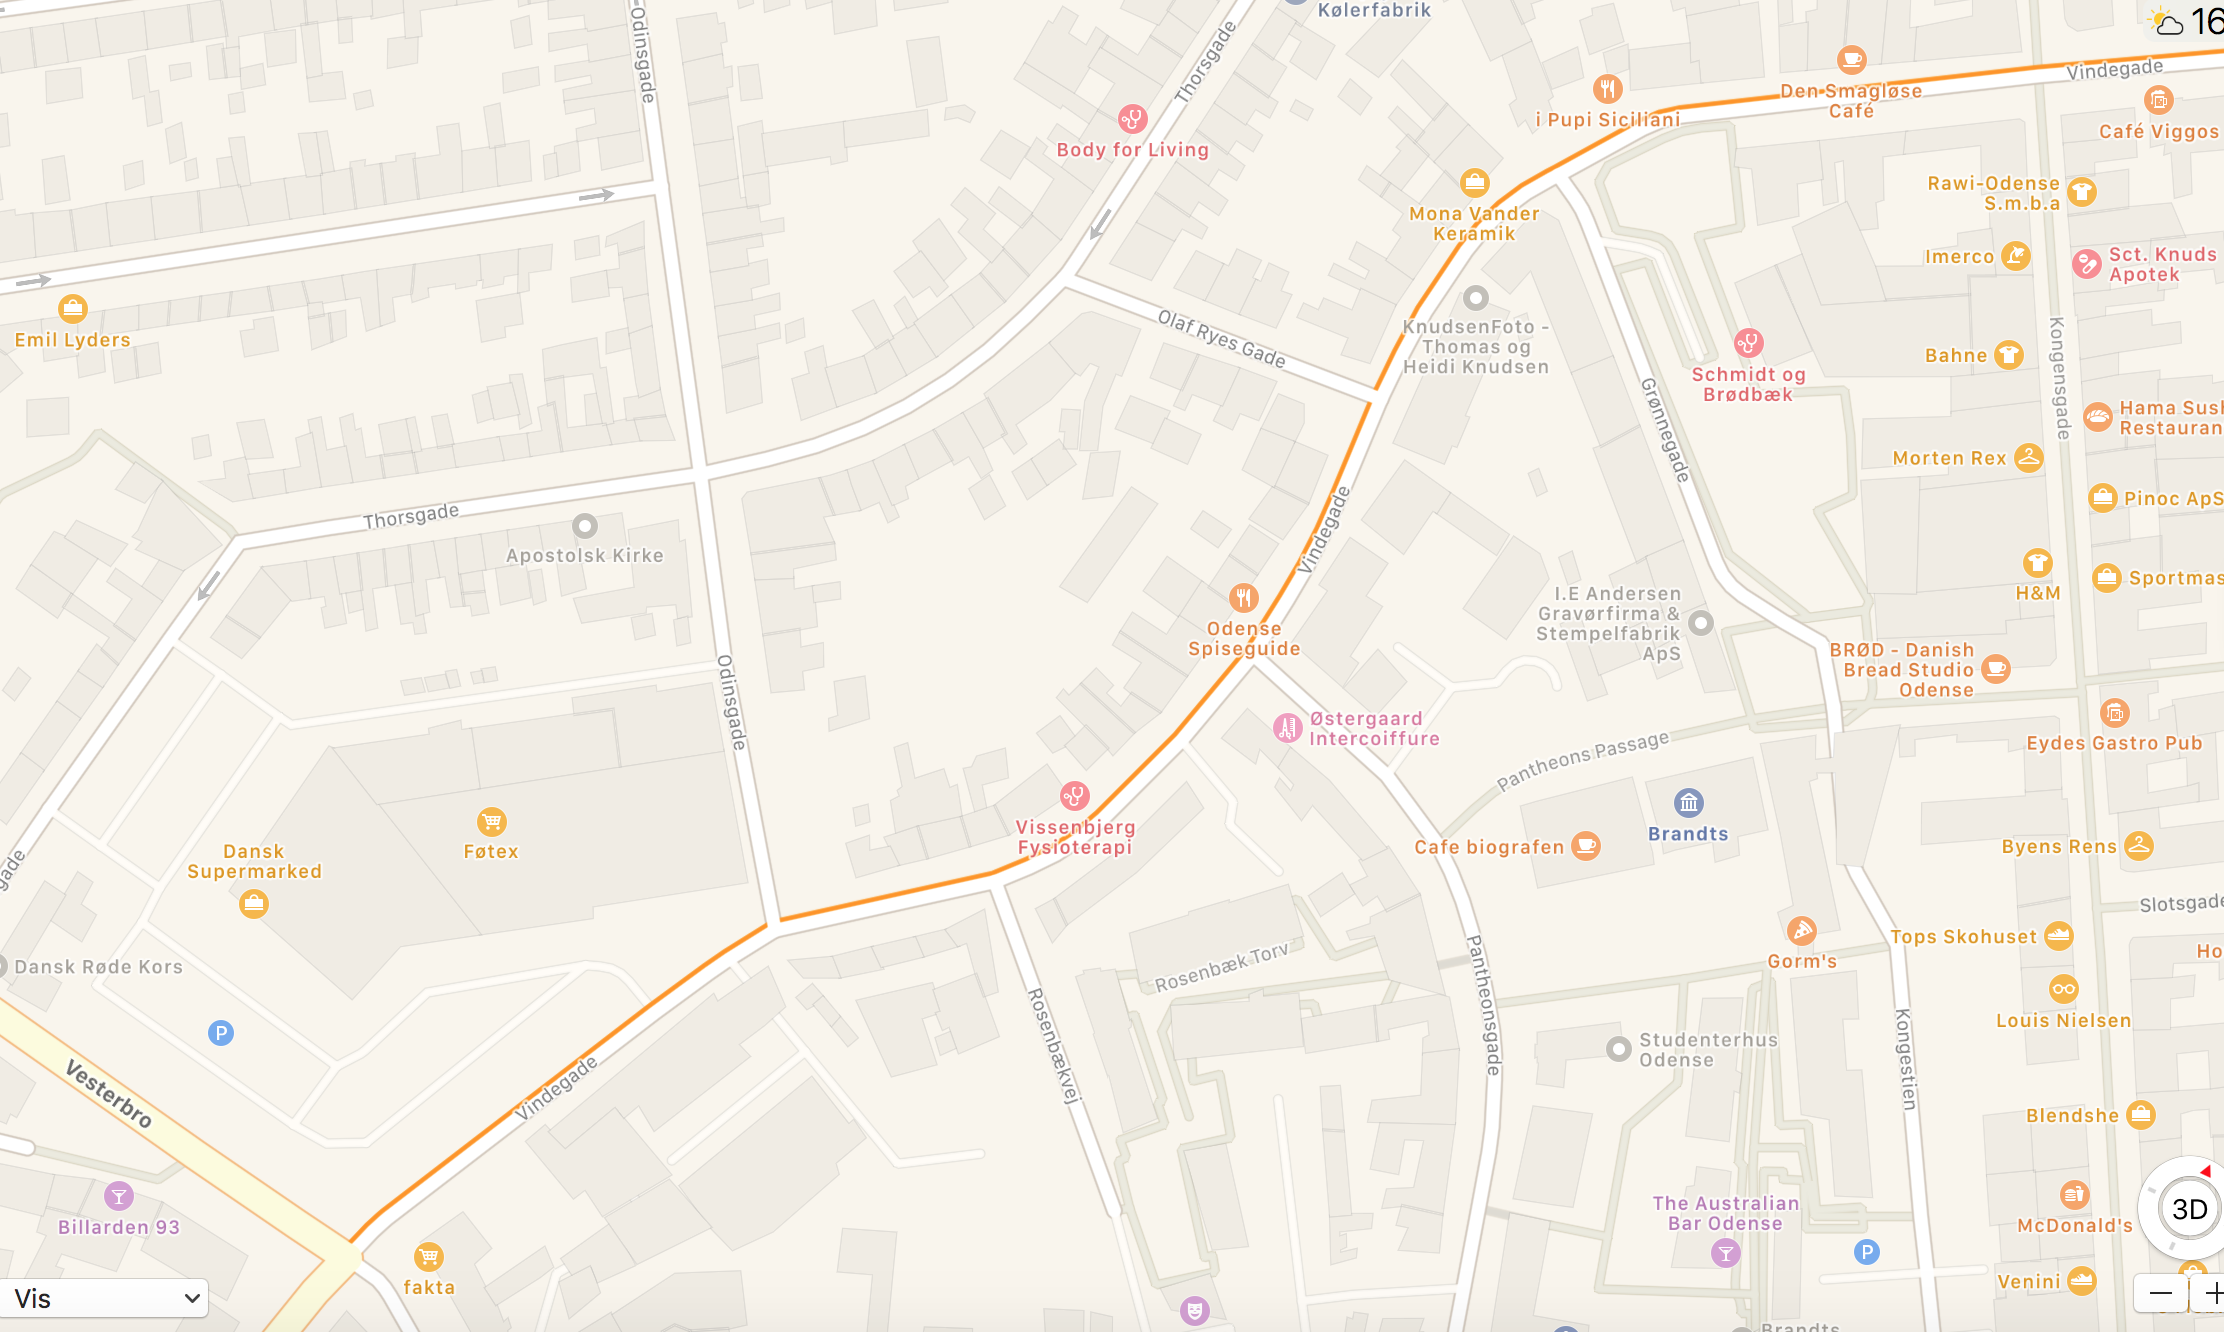 Kølerfabrik
16
Odinsgade
Thorsgade
Vindegade
Den Smagløse
Café
i Pupi Siciliani
Café Viggos
Body for Living
Rawi-Odense
S.m.b.a
Mona Vander
Keramik
Imerco
Sct. Knuds
Apotek
Emil Lyders
Olaf Ryes Gade
KnudsenFoto -
Thomas og
Heidi Knudsen
Kongensgade
Bahne
Schmidt og
Brødbæk
Grønnegade
Hama Sush
Restauran
Morten Rex
Pinoc ApS
Thorsgade
Apostolsk Kirke
Vindegade
I.E Andersen
Gravørfirma &
Stempelfabrik
ApS
H&M
Sportmas
Odense
Spiseguide
BRØD - Danish
Bread Studio
Odense
Odinsgade
Østergaard
Intercoiffure
Pantheons Passage
Eydes Gastro Pub
Vissenbjerg
Fysioterapi
Brandts
Cafe biografen
Byens Rens
Dansk
Supermarked
Føtex
gade
Slotsgade
Tops Skohuset
Gorm's
Ho
Dansk Røde Kors
Rosenbæk Torv
Pantheonsgade
P
Rosenbækvej
Louis Nielsen
Studenterhus
Odense
Kongestien
Vesterbro
Vindegade
Blendshe
Billarden 93
The Australian
Bar Odense
McDonald's
3D
P
fakta
Venini
Vis
Brandts